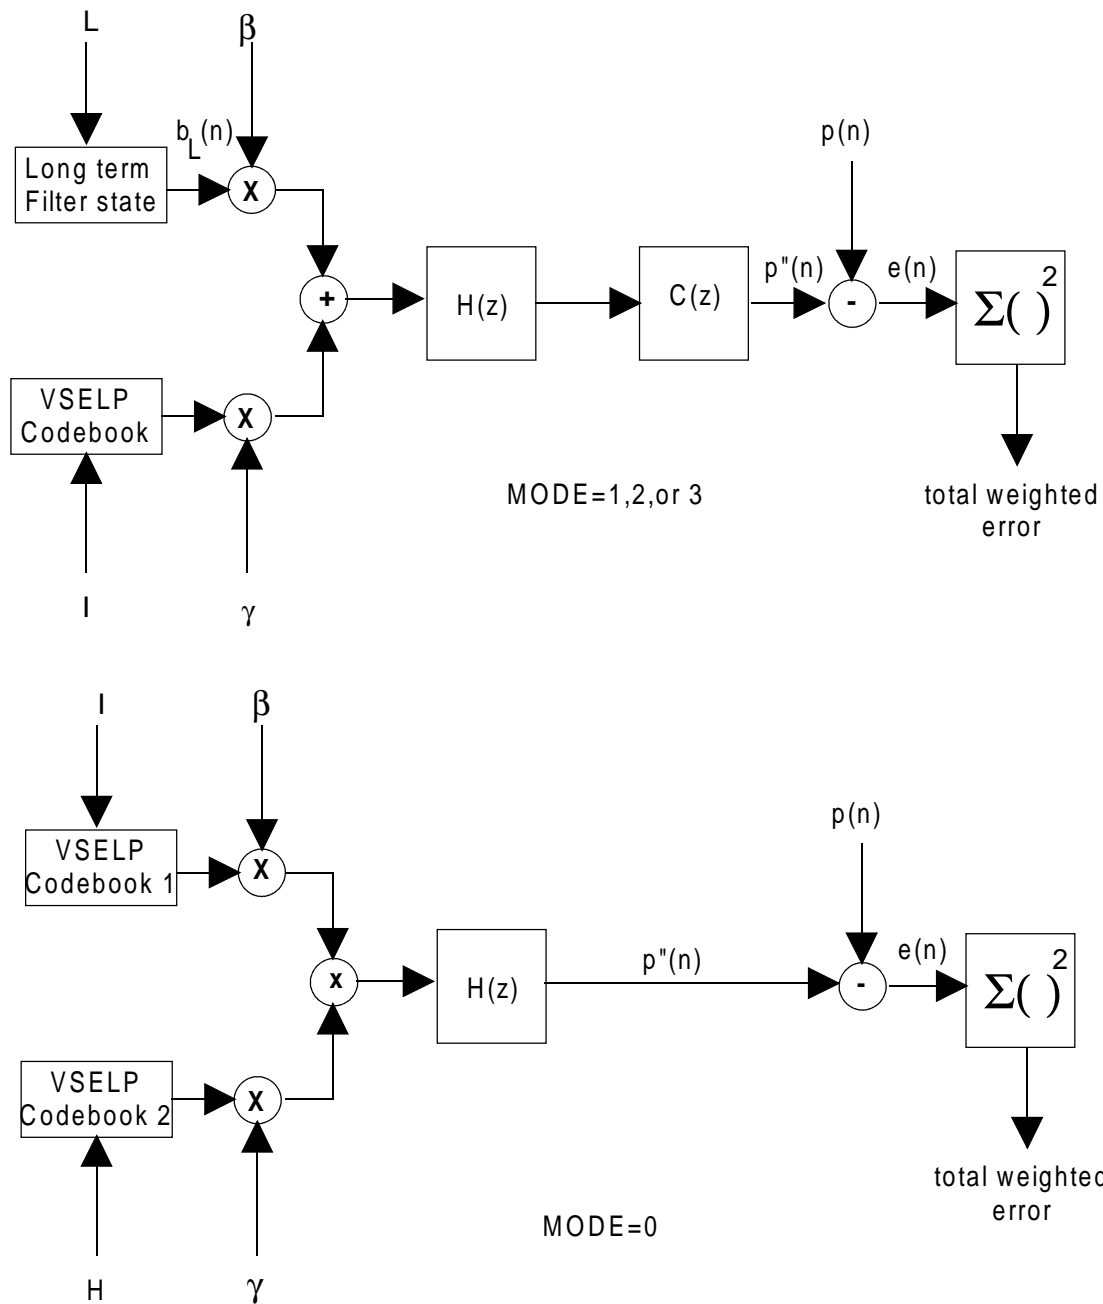 L
β
b_L(n)
p(n)
Long term
Filter state
X
p"(n)
e(n)
+
H(z)
C(z)
-
Σ( )²
VSELP
Codebook
X
MODE=1,2,or 3
total weighted
error
I
γ
I
β
p(n)
VSELP
Codebook 1
X
p"(n)
e(n)
x
H(z)
-
Σ( )²
VSELP
Codebook 2
X
total weighted
error
MODE=0
H
γ